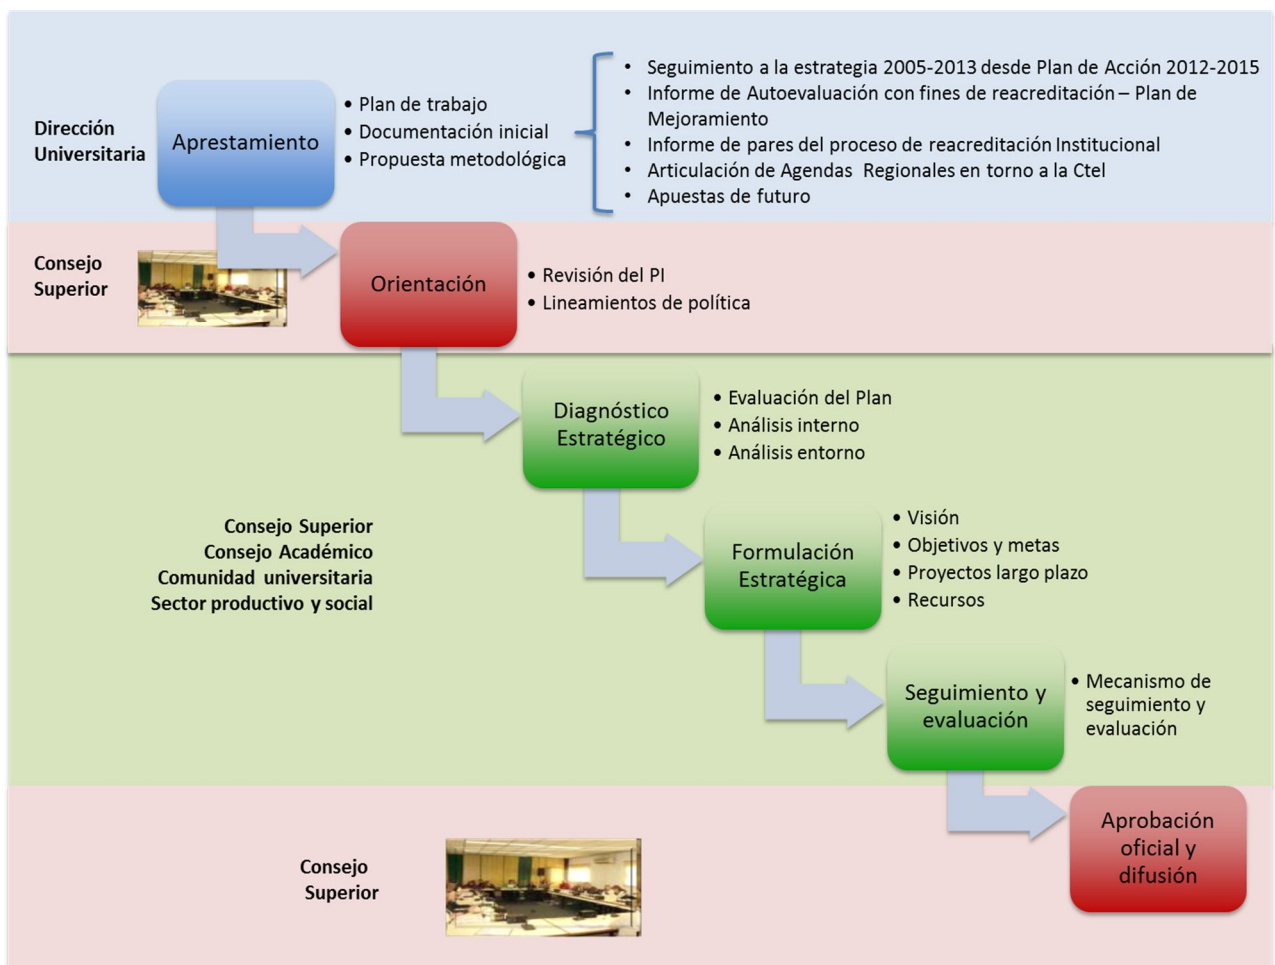 Dirección
Universitaria
Aprestamiento
• Plan de trabajo
• Documentación inicial
• Propuesta metodológica
• Seguimiento a la estrategia 2005-2013 desde Plan de Acción 2012-2015
• Informe de Autoevaluación con fines de reacreditación – Plan de
Mejoramiento
• Informe de pares del proceso de reacreditación Institucional
• Articulación de Agendas Regionales en torno a la CteI
• Apuestas de futuro
Consejo
Superior
Orientación
• Revisión del PI
• Lineamientos de política
Diagnóstico
Estratégico
• Evaluación del Plan
• Análisis interno
• Análisis entorno
Consejo Superior
Consejo Académico
Comunidad universitaria
Sector productivo y social
Formulación
Estratégica
• Visión
• Objetivos y metas
• Proyectos largo plazo
• Recursos
Seguimiento y
evaluación
• Mecanismo de
seguimiento y
evaluación
Consejo
Superior
Aprobación
oficial y
difusión